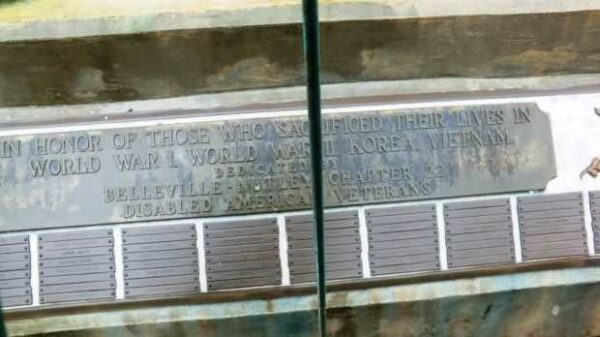 IN HONOR OF THOSE WHO SACRIFICED THEIR LIVES IN
WORLD WAR I, WORLD WAR II, KOREA, VIETNAM
DEDICATED BY
BELLEVILLE-NUTLEY CHAPTER 22
DISABLED AMERICAN VETERANS